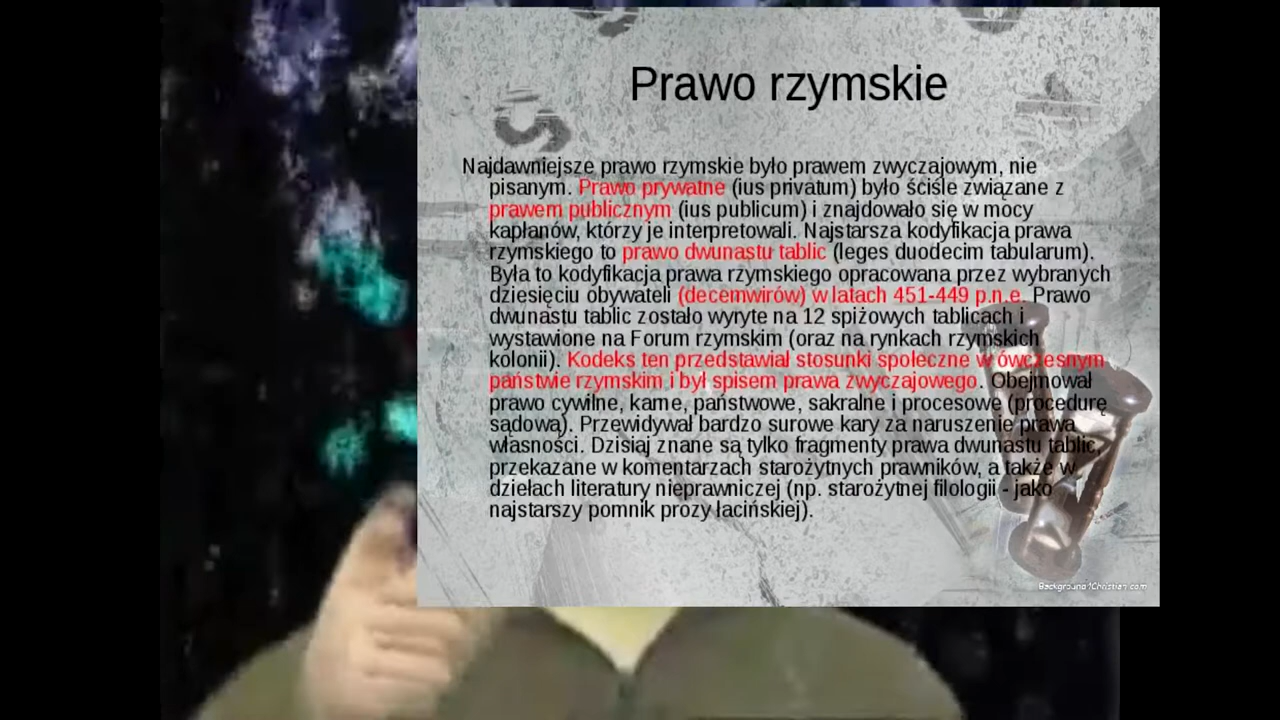 Prawo rzymskie
Najdawniejsze prawo rzymskie było prawem zwyczajowym, nie
pisanym. Prawo prywatne (ius privatum) było ściśle związane z
prawem publicznym (ius publicum) i znajdowało się w mocy
kapłanów, którzy je interpretowali. Najstarsza kodyfikacja prawa
rzymskiego to prawo dwunastu tablic (leges duodecim tabularum).
Była to kodyfikacja prawa rzymskiego opracowana przez wybranych
dziesięciu obywateli (decemwirów) w latach 451-449 p.n.e. Prawo
dwunastu tablic zostało wyryte na 12 spiżowych tablicach i
wystawione na Forum rzymskim (oraz na rynkach rzymskich
kolonii). Kodeks ten przedstawiał stosunki społeczne w ówczesnym
państwie rzymskim i był spisem prawa zwyczajowego. Obejmował
prawo cywilne, karne, państwowe, sakralne i procesowe (procedurę
sądową). Przewidywał bardzo surowe kary za naruszenie prawa
własności. Dzisiaj znane są tylko fragmenty prawa dwunastu tablic,
przekazane w komentarzach starożytnych prawników, a także w
dziełach literatury nieprawniczej (np. starożytnej filologii - jako
najstarszy pomnik prozy łacińskiej).
Background4Christian.com